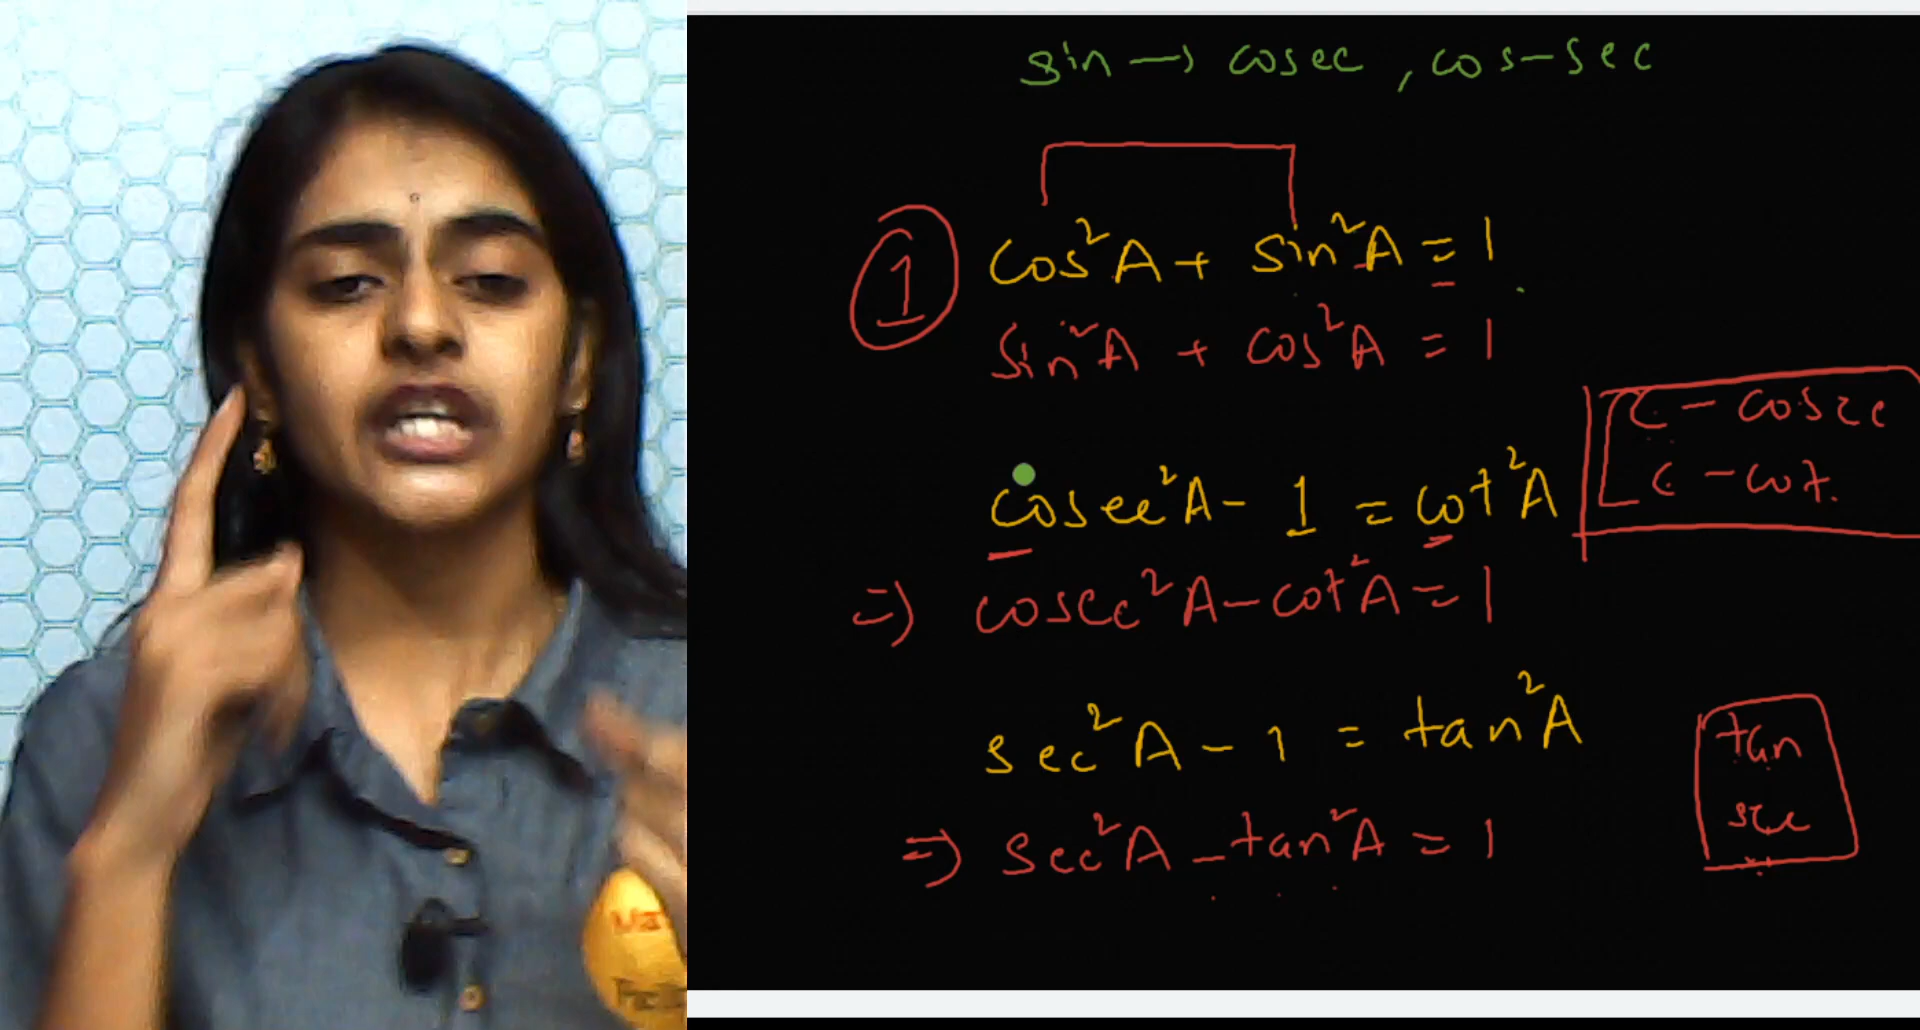 sin → cosec , cos - sec
1
cos²A + sin²A = 1
sin²A + cos²A = 1
c - cosec
c - cot.
cosec²A - 1 = cot²A
=) cosec²A - cot²A = 1
sec²A - 1 = tan²A
tan
sec
=) sec²A - tan²A = 1